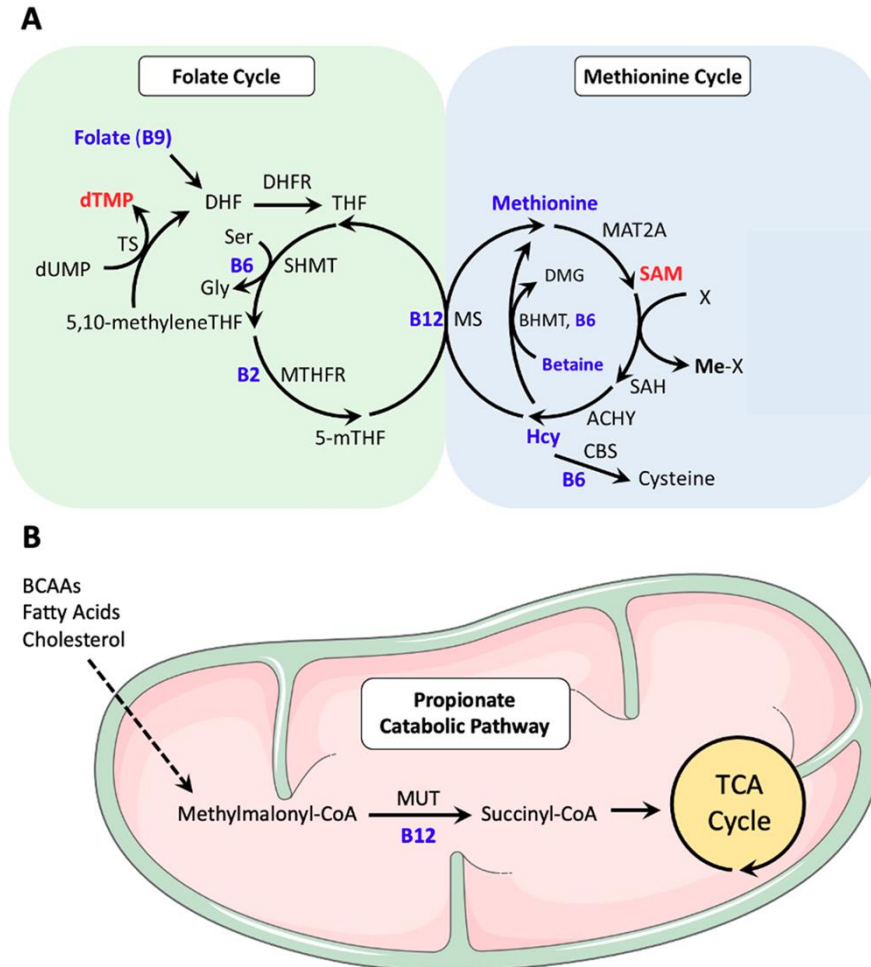 A
Folate Cycle
Methionine Cycle
Folate (B9)
dTMP
DHF
DHFR
THF
TS
dUMP
Ser
B6
SHMT
Gly
5,10-methyleneTHF
B2
MTHFR
5-mTHF
B12
MS
Methionine
MAT2A
SAM
X
DMG
BHMT, B6
Betaine
Me-X
SAH
ACHY
Hcy
CBS
B6
Cysteine
B
BCAAs
Fatty Acids
Cholesterol
Propionate
Catabolic Pathway
Methylmalonyl-CoA
MUT
B12
Succinyl-CoA
TCA
Cycle